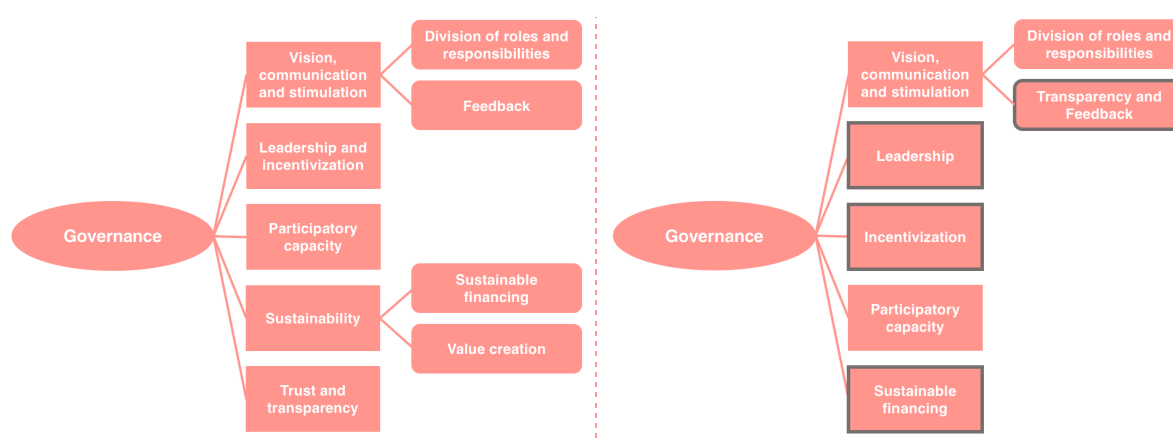 Governance
Vision,
communication
and stimulation
Division of roles and
responsibilities
Feedback
Leadership and
incentivization
Participatory
capacity
Sustainability
Sustainable
financing
Value creation
Trust and
transparency
Governance
Vision,
communication
and stimulation
Division of roles and
responsibilities
Transparency and
Feedback
Leadership
Incentivization
Participatory
capacity
Sustainable
financing